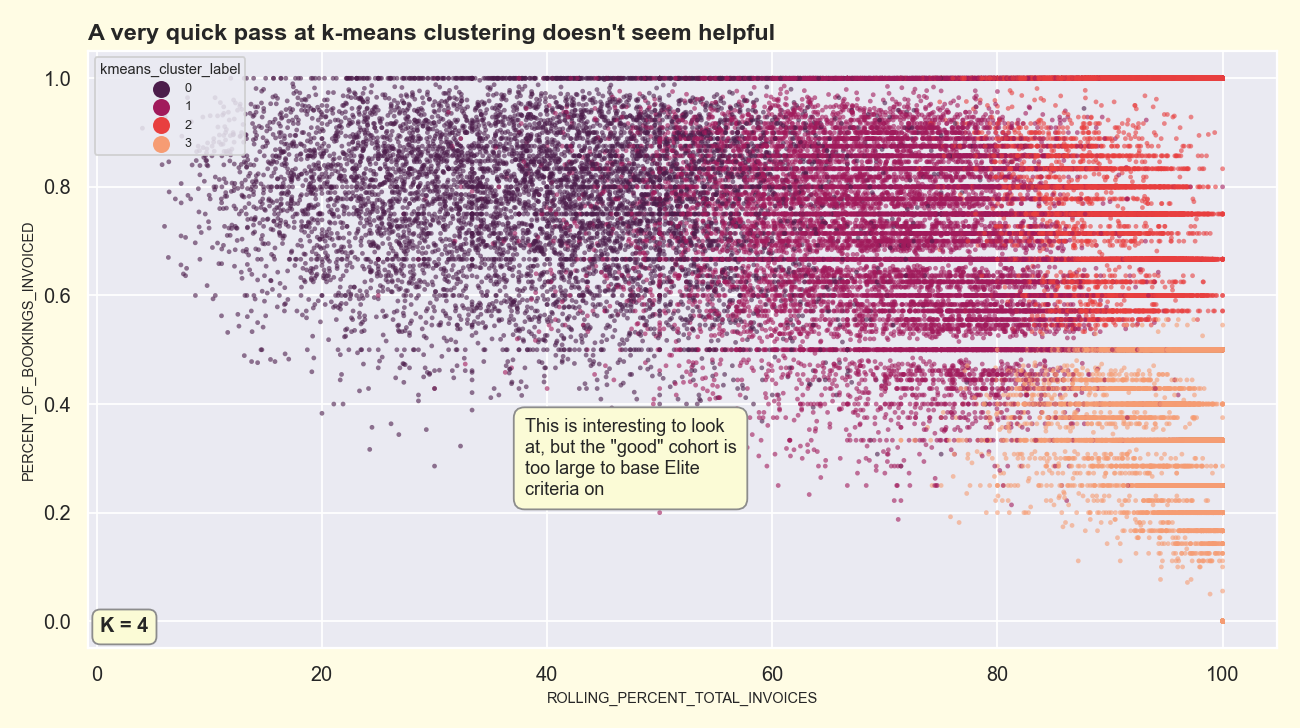 A very quick pass at k-means clustering doesn't seem helpful
kmeans_cluster_label
0
1
2
3
PERCENT_OF_BOOKINGS_INVOICED
1.0
0.8
0.6
0.4
0.2
0.0
This is interesting to look
at, but the "good" cohort is
too large to base Elite
criteria on
K = 4
0 20 40 60 80 100
ROLLING_PERCENT_TOTAL_INVOICES